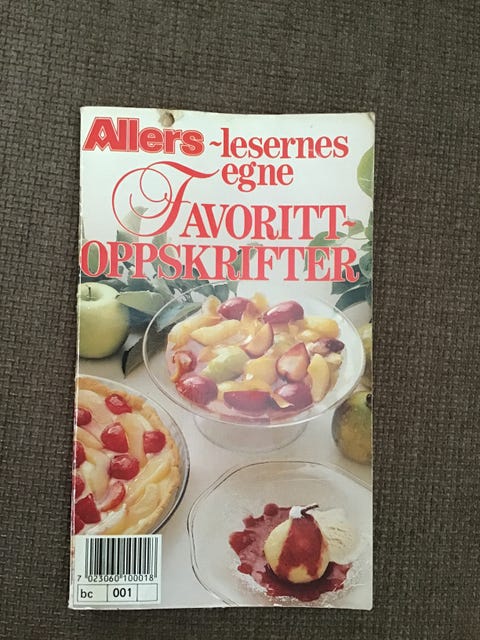 Allers -lesernes
egne
FAVORITT-
OPPSKRIFTER
7 023060 100018
bc 001